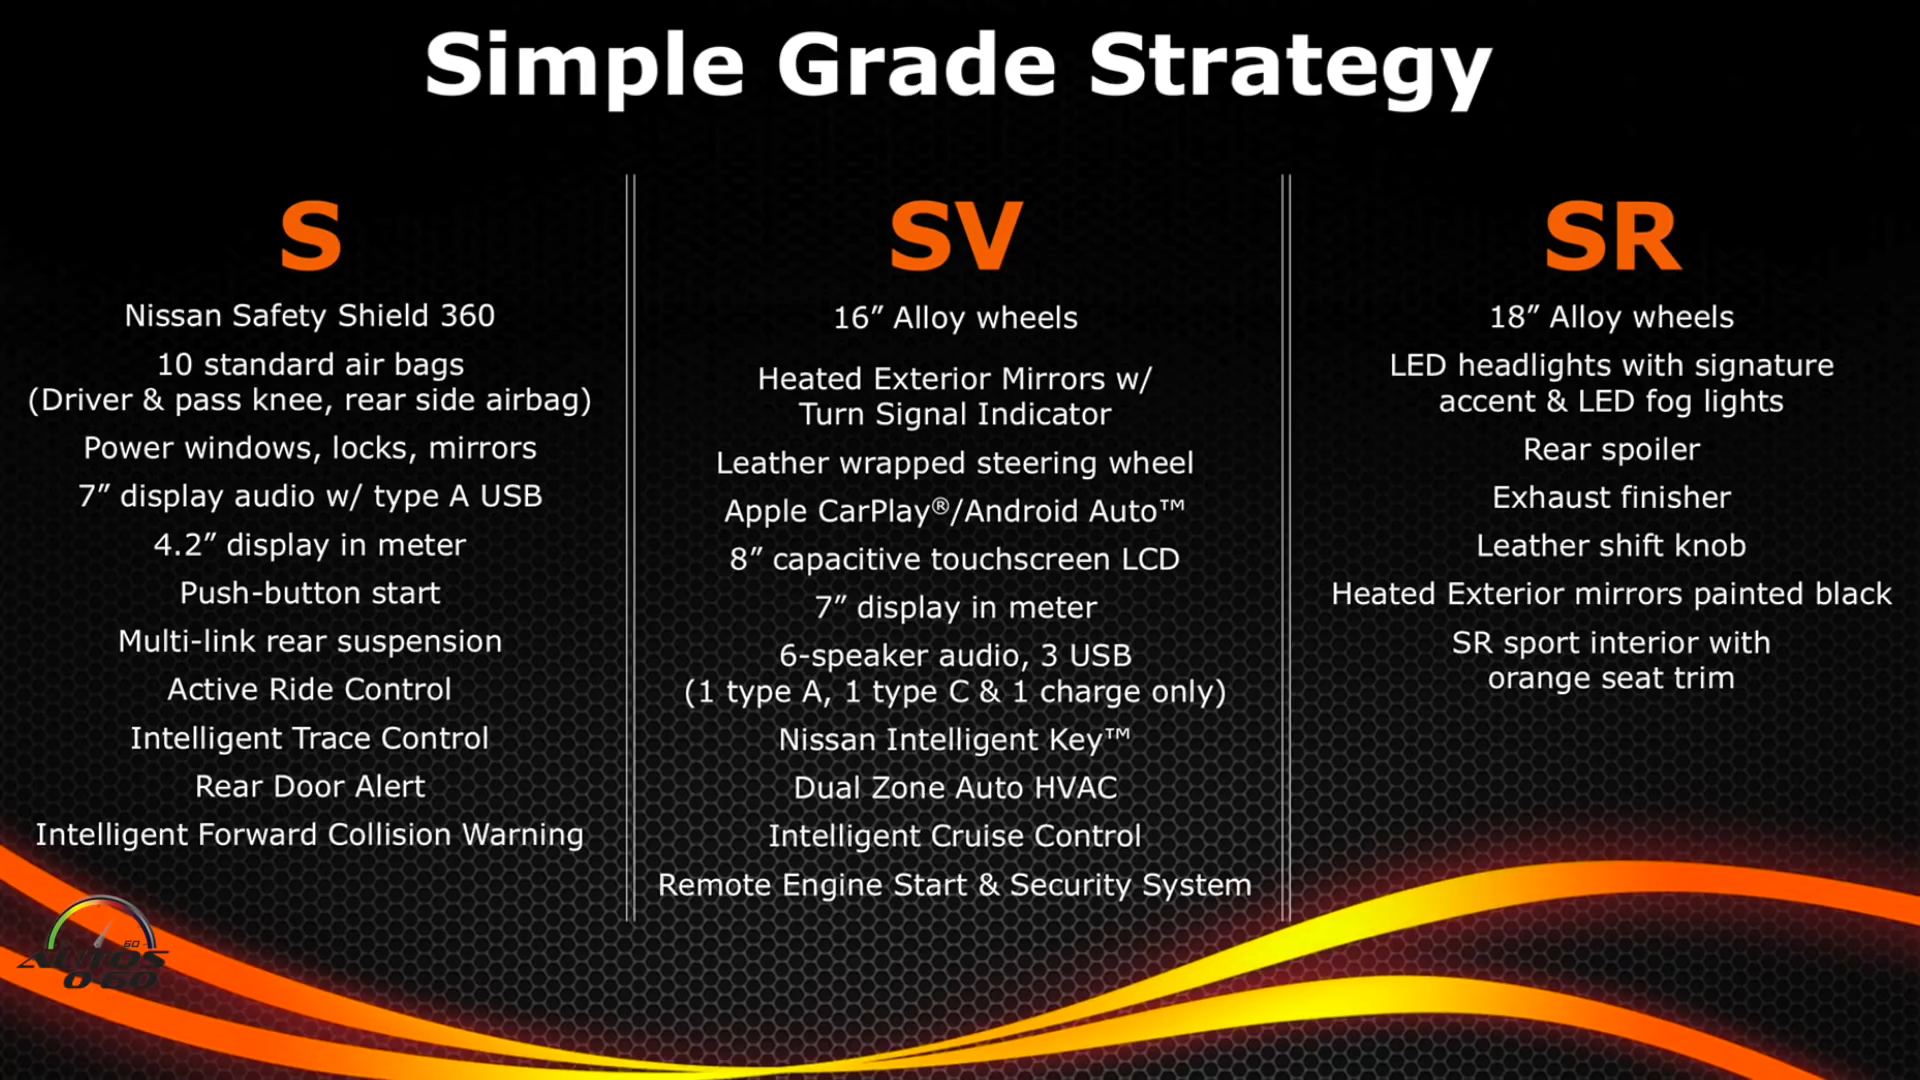 Simple Grade Strategy
S
Nissan Safety Shield 360
10 standard air bags
(Driver & pass knee, rear side airbag)
Power windows, locks, mirrors
7” display audio w/ type A USB
4.2” display in meter
Push-button start
Multi-link rear suspension
Active Ride Control
Intelligent Trace Control
Rear Door Alert
Intelligent Forward Collision Warning
SV
16” Alloy wheels
Heated Exterior Mirrors w/
Turn Signal Indicator
Leather wrapped steering wheel
Apple CarPlay®/Android Auto™
8” capacitive touchscreen LCD
7” display in meter
6-speaker audio, 3 USB
(1 type A, 1 type C & 1 charge only)
Nissan Intelligent Key™
Dual Zone Auto HVAC
Intelligent Cruise Control
Remote Engine Start & Security System
SR
18” Alloy wheels
LED headlights with signature
accent & LED fog lights
Rear spoiler
Exhaust finisher
Leather shift knob
Heated Exterior mirrors painted black
SR sport interior with
orange seat trim
60
AUTOS
0-60